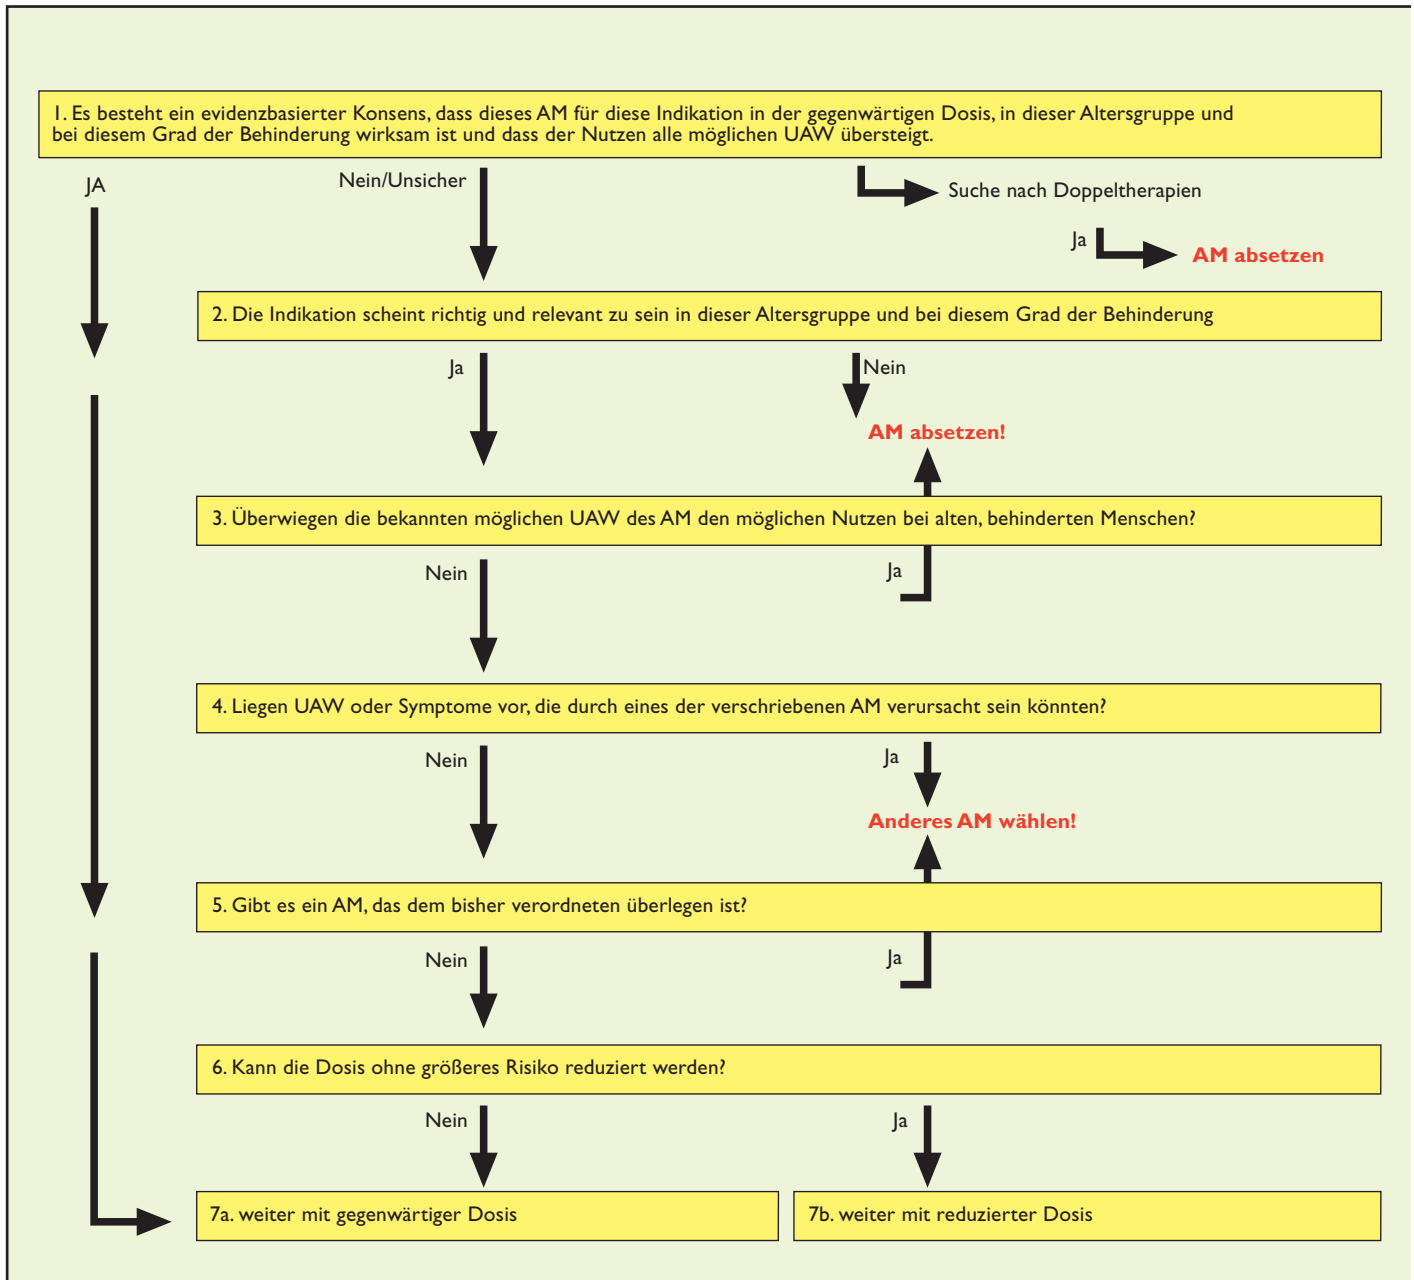 1. Es besteht ein evidenzbasierter Konsens, dass dieses AM für diese Indikation in der gegenwärtigen Dosis, in dieser Altersgruppe und
bei diesem Grad der Behinderung wirksam ist und dass der Nutzen alle möglichen UAW übersteigt.
JA
Nein/Unsicher
Suche nach Doppeltherapien
Ja
AM absetzen
2. Die Indikation scheint richtig und relevant zu sein in dieser Altersgruppe und bei diesem Grad der Behinderung
Ja
Nein
AM absetzen!
3. Überwiegen die bekannten möglichen UAW des AM den möglichen Nutzen bei alten, behinderten Menschen?
Nein
Ja
4. Liegen UAW oder Symptome vor, die durch eines der verschriebenen AM verursacht sein könnten?
Nein
Ja
Anderes AM wählen!
5. Gibt es ein AM, das dem bisher verordneten überlegen ist?
Nein
Ja
6. Kann die Dosis ohne größeres Risiko reduziert werden?
Nein
Ja
7a. weiter mit gegenwärtiger Dosis
7b. weiter mit reduzierter Dosis